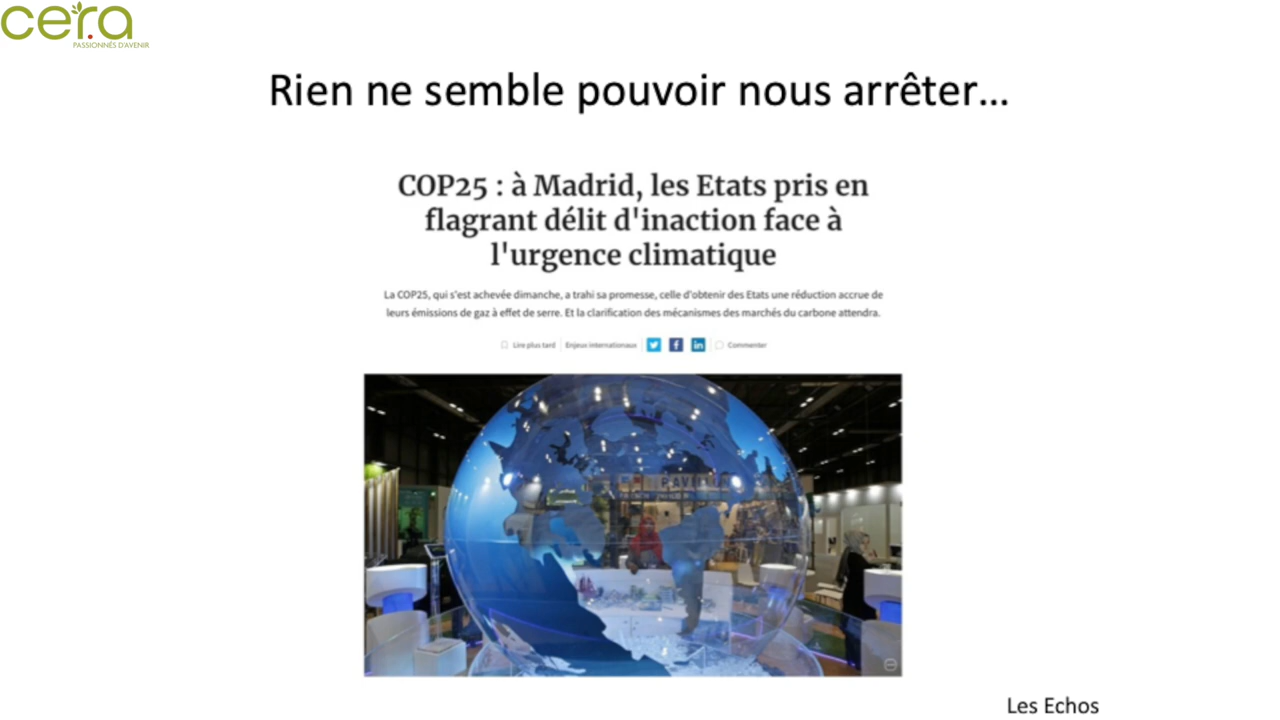 cer.a
PASSIONNÉS D'AVENIR
Rien ne semble pouvoir nous arrêter...
COP25 : à Madrid, les Etats pris en
flagrant délit d'inaction face à
l'urgence climatique
La COP25, qui s'est achevée dimanche, a trahi sa promesse, celle d'obtenir des Etats une réduction accrue de
leurs émissions de gaz à effet de serre. Et la clarification des mécanismes des marchés du carbone attendra.
Lire plus tard Enjeux internationaux in Commenter
Les Echos